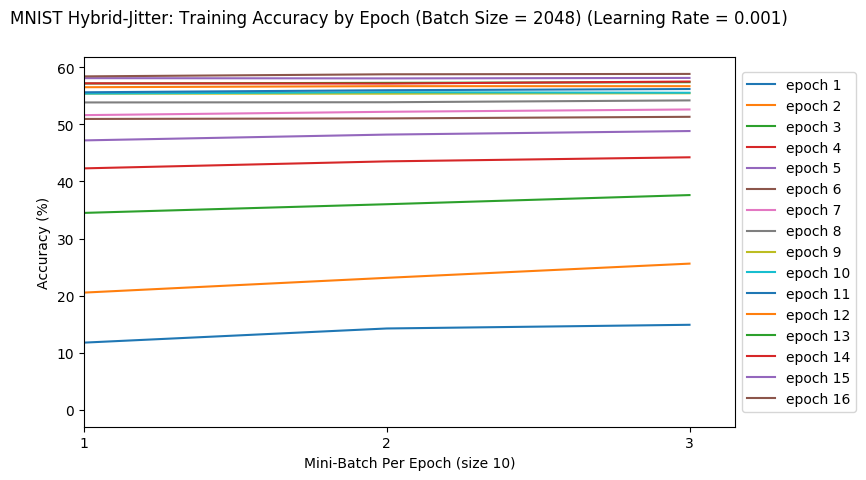 MNIST Hybrid-Jitter: Training Accuracy by Epoch (Batch Size = 2048) (Learning Rate = 0.001)
60
50
40
30
20
10
0
Accuracy (%)
1
2
3
Mini-Batch Per Epoch (size 10)
epoch 1
epoch 2
epoch 3
epoch 4
epoch 5
epoch 6
epoch 7
epoch 8
epoch 9
epoch 10
epoch 11
epoch 12
epoch 13
epoch 14
epoch 15
epoch 16